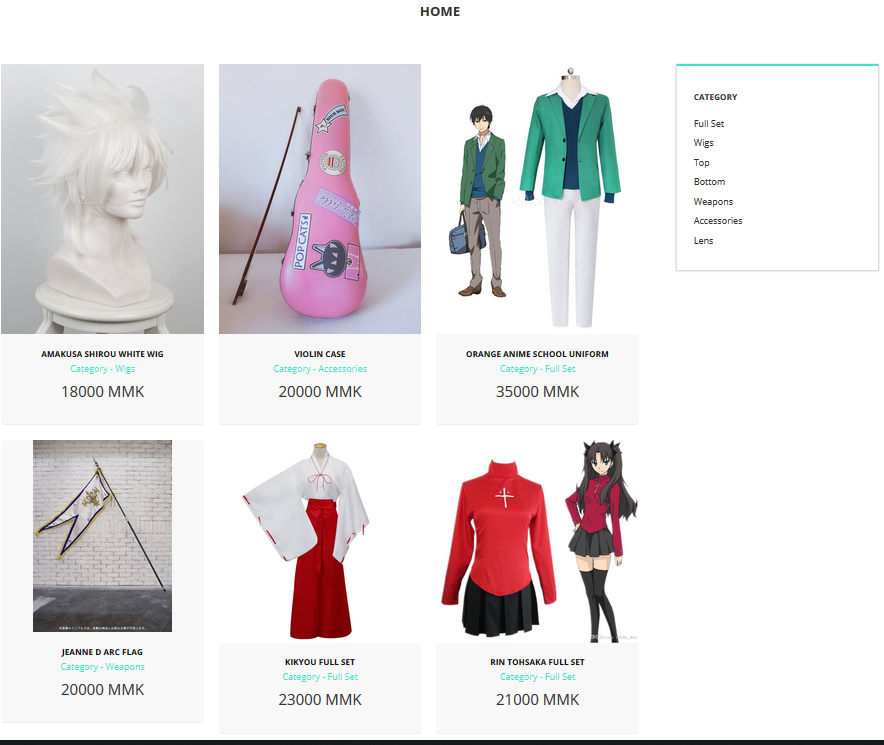 HOME
AMAKUSA SHIROU WHITE WIG
Category - Wigs
18000 MMK
POPCATS
VIOLIN CASE
Category - Accessories
20000 MMK
ORANGE ANIME SCHOOL UNIFORM
Category - Full Set
35000 MMK
CATEGORY
Full Set
Wigs
Top
Bottom
Weapons
Accessories
Lens
JEANNE D ARC FLAG
Category - Weapons
20000 MMK
KIKYOU FULL SET
Category - Full Set
23000 MMK
RIN TOHSAKA FULL SET
Category - Full Set
21000 MMK